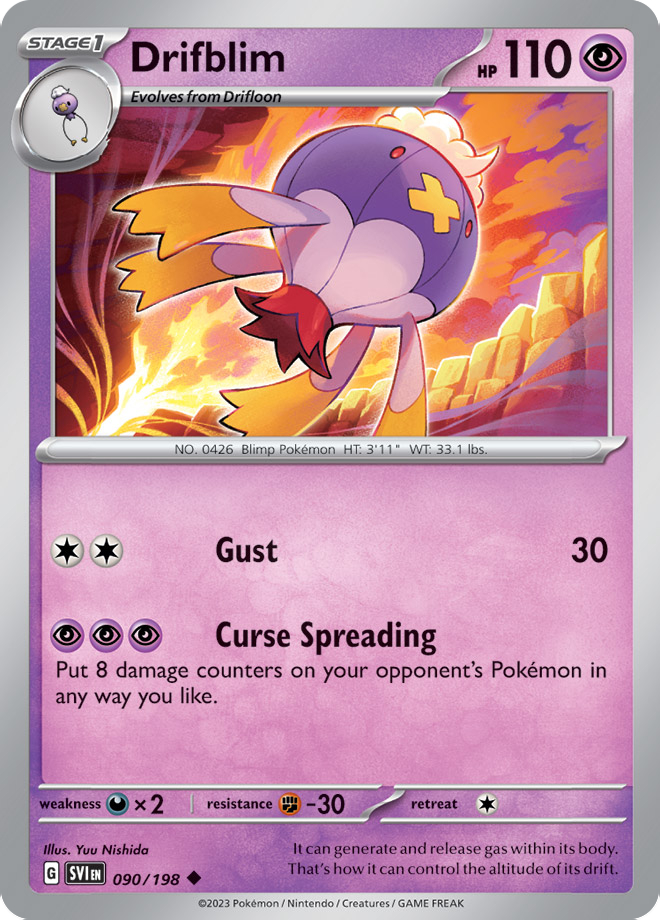 STAGE1
Drifblim
HP 110
Evolves from Drifloon
NO. 0426 Blimp Pokémon HT: 3'11" WT: 33.1 lbs.
Gust 30
Curse Spreading
Put 8 damage counters on your opponent's Pokémon in
any way you like.
weakness ×2 resistance -30 retreat
Illus. Yuu Nishida
It can generate and release gas within its body.
That's how it can control the altitude of its drift.
G SVI EN 090/198
©2023 Pokémon / Nintendo / Creatures / GAME FREAK